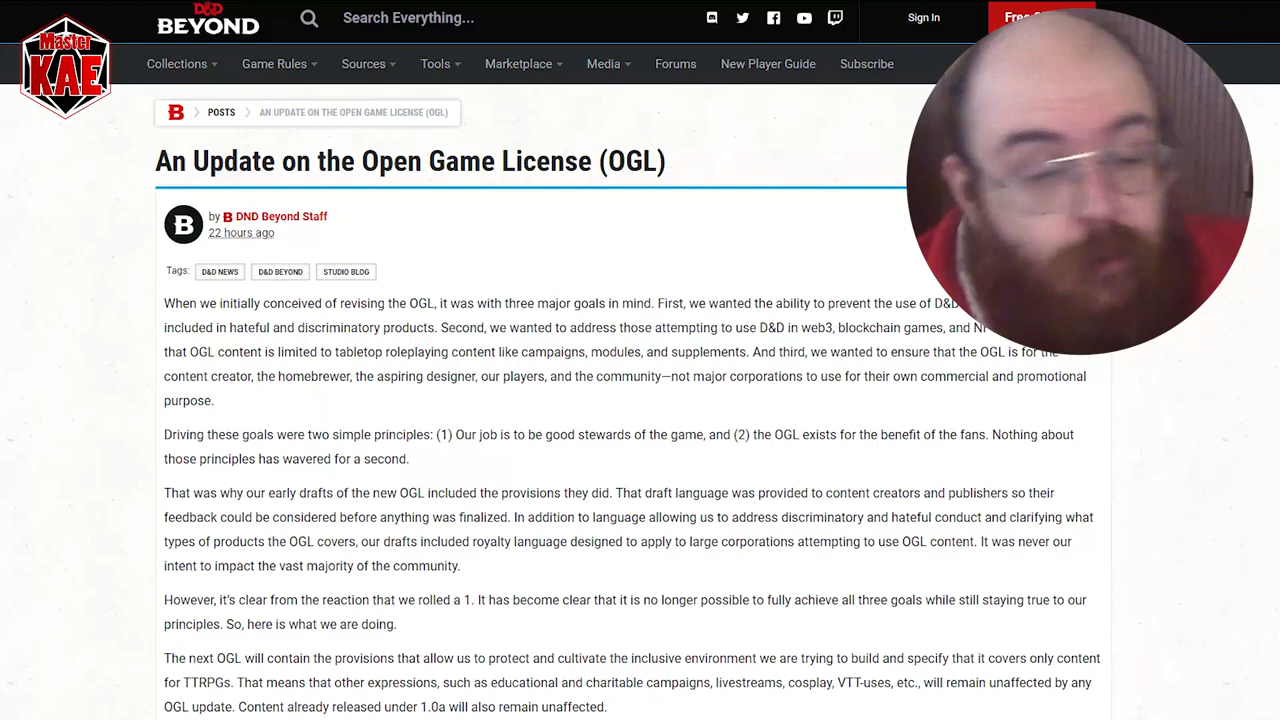 Master
KAE
D&D
BEYOND
Search Everything...
Sign In
Free
Collections
Game Rules
Sources
Tools
Marketplace
Media
Forums
New Player Guide
Subscribe
B
POSTS
AN UPDATE ON THE OPEN GAME LICENSE (OGL)
An Update on the Open Game License (OGL)
B
by B DND Beyond Staff
22 hours ago
Tags: D&D NEWS D&D BEYOND STUDIO BLOG
When we initially conceived of revising the OGL, it was with three major goals in mind. First, we wanted the ability to prevent the use of D&D
included in hateful and discriminatory products. Second, we wanted to address those attempting to use D&D in web3, blockchain games, and
that OGL content is limited to tabletop roleplaying content like campaigns, modules, and supplements. And third, we wanted to ensure that the OGL is for the
content creator, the homebrewer, the aspiring designer, our players, and the community—not major corporations to use for their own commercial and promotional
purpose.
Driving these goals were two simple principles: (1) Our job is to be good stewards of the game, and (2) the OGL exists for the benefit of the fans. Nothing about
those principles has wavered for a second.
That was why our early drafts of the new OGL included the provisions they did. That draft language was provided to content creators and publishers so their
feedback could be considered before anything was finalized. In addition to language allowing us to address discriminatory and hateful conduct and clarifying what
types of products the OGL covers, our drafts included royalty language designed to apply to large corporations attempting to use OGL content. It was never our
intent to impact the vast majority of the community.
However, it's clear from the reaction that we rolled a 1. It has become clear that it is no longer possible to fully achieve all three goals while still staying true to our
principles. So, here is what we are doing.
The next OGL will contain the provisions that allow us to protect and cultivate the inclusive environment we are trying to build and specify that it covers only content
for TTRPGs. That means that other expressions, such as educational and charitable campaigns, livestreams, cosplay, VTT-uses, etc., will remain unaffected by any
OGL update. Content already released under 1.0a will also remain unaffected.